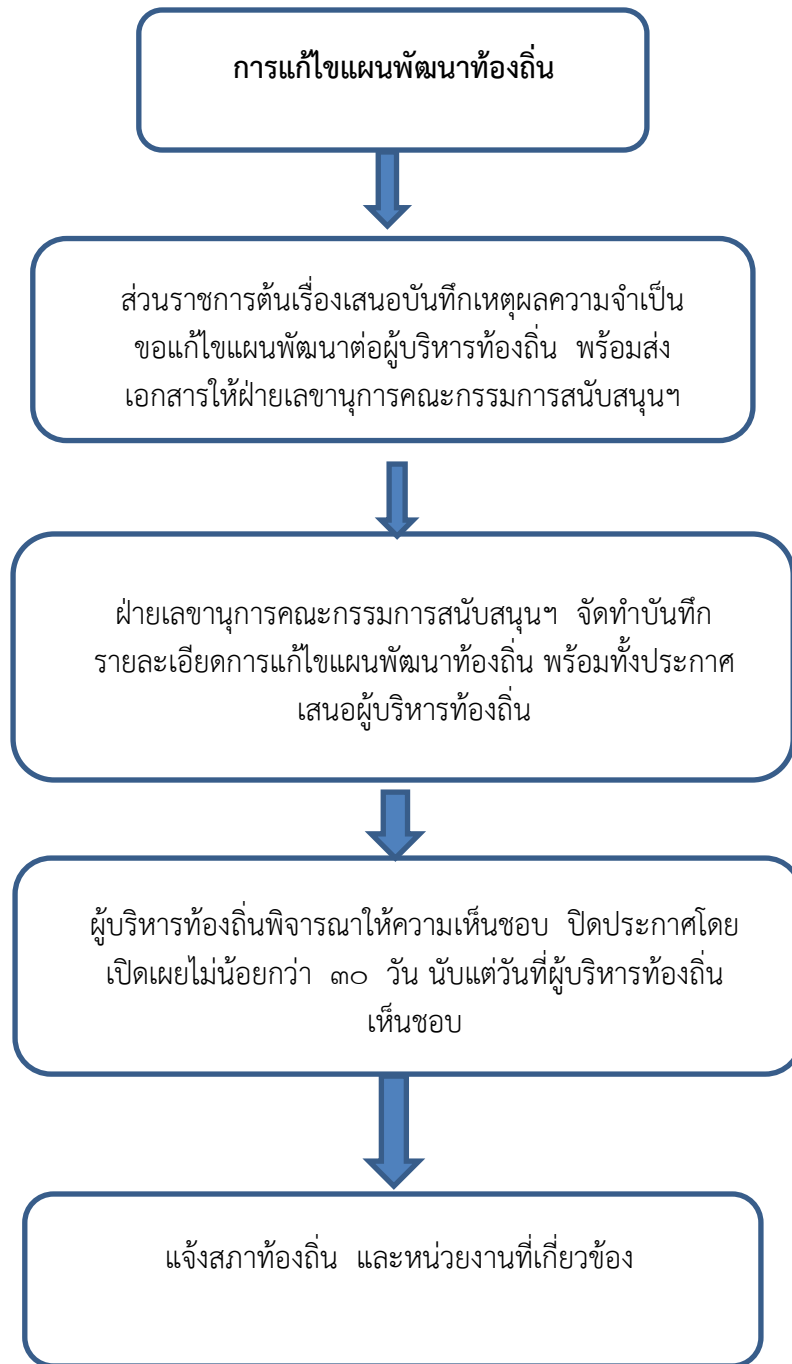 การแก้ไขแผนพัฒนาท้องถิ่น
ส่วนราชการต้นเรื่องเสนอบันทึกเหตุผลความจำเป็น
ขอแก้ไขแผนพัฒนาต่อผู้บริหารท้องถิ่น พร้อมส่ง
เอกสารให้ฝ่ายเลขานุการคณะกรรมการสนับสนุนฯ
ฝ่ายเลขานุการคณะกรรมการสนับสนุนฯ จัดทำบันทึก
รายละเอียดการแก้ไขแผนพัฒนาท้องถิ่น พร้อมทั้งประกาศ
เสนอผู้บริหารท้องถิ่น
ผู้บริหารท้องถิ่นพิจารณาให้ความเห็นชอบ ปิดประกาศโดย
เปิดเผยไม่น้อยกว่า ๓๐ วัน นับแต่วันที่ผู้บริหารท้องถิ่น
เห็นชอบ
แจ้งสภาท้องถิ่น และหน่วยงานที่เกี่ยวข้อง